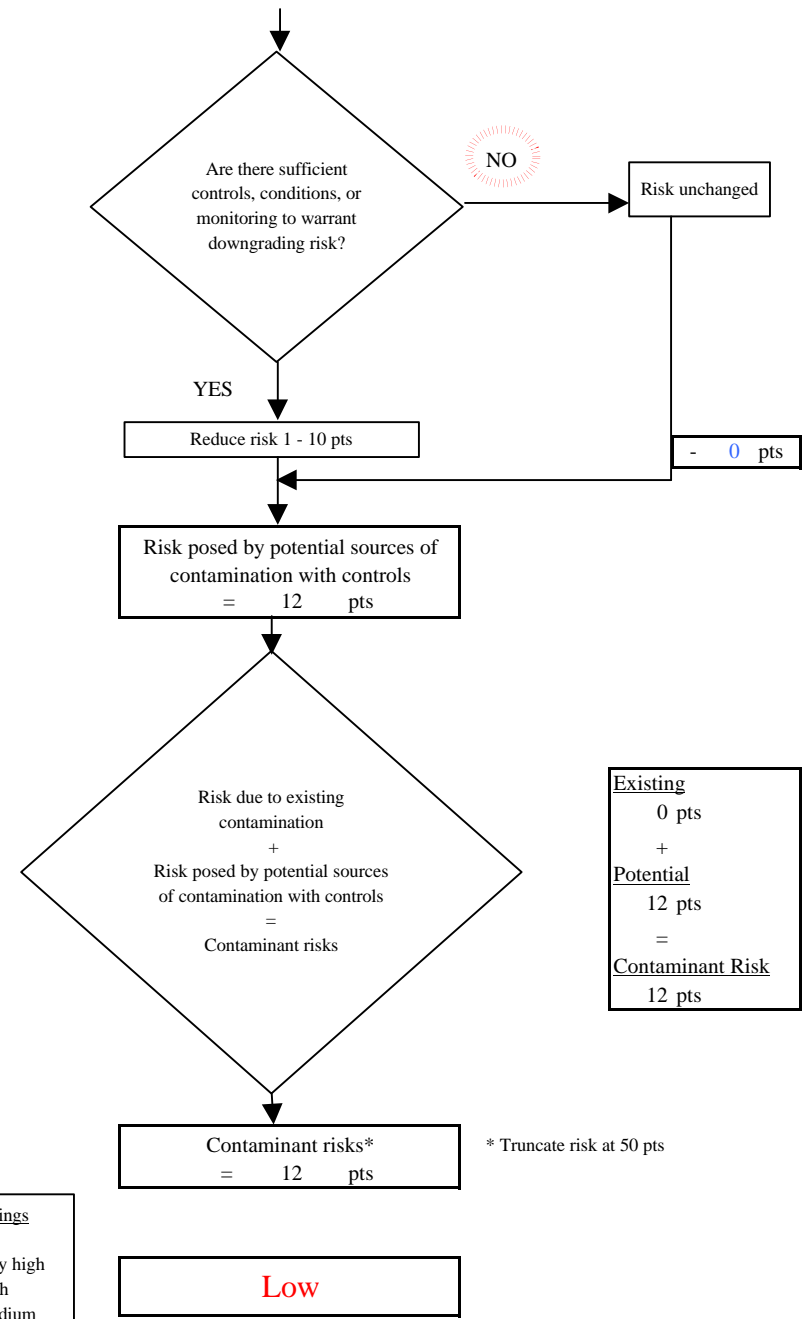 Are there sufficient
controls, conditions, or
monitoring to warrant
downgrading risk?
NO
Risk unchanged
YES
Reduce risk 1 - 10 pts
- 0 pts
Risk posed by potential sources of
contamination with controls
= 12 pts
Risk due to existing
contamination
+
Risk posed by potential sources
of contamination with controls
=
Contaminant risks
Existing
0 pts
+
Potential
12 pts
=
Contaminant Risk
12 pts
Contaminant risks*
= 12 pts
* Truncate risk at 50 pts
ings
y high
h
dium
Low